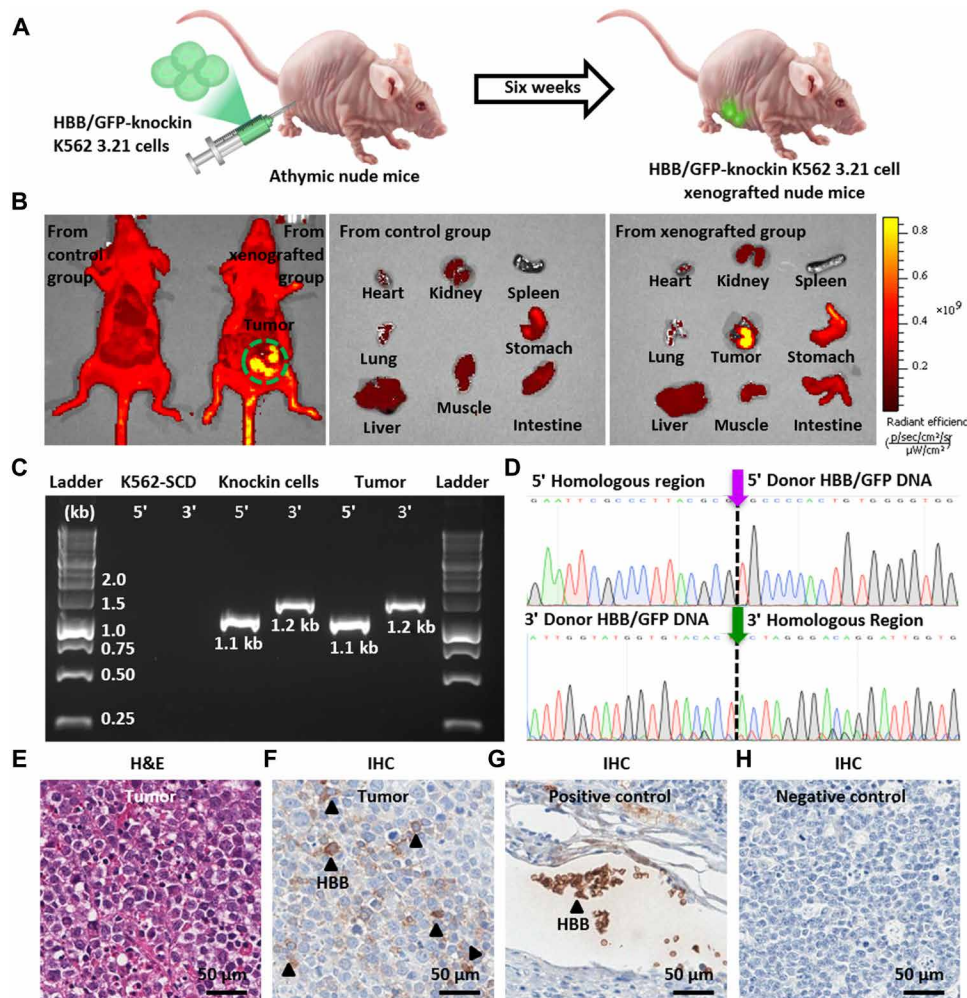 A
HBB/GFP-knockin
K562 3.21 cells
Athymic nude mice
Six weeks
HBB/GFP-knockin K562 3.21 cell
xenografted nude mice
B
From
control
group
From
xenografted
group
Tumor
From control group
Heart Kidney Spleen
Lung Stomach
Liver Muscle Intestine
From xenografted group
Heart Kidney Spleen
Lung Tumor Stomach
Liver Muscle Intestine
0.8
0.6
×10⁹
0.4
0.2
Radiant efficienc
(p/sec/cm²/sr
µW/cm²)
C
Ladder K562-SCD Knockin cells Tumor Ladder
(kb) 5' 3' 5' 3' 5' 3'
2.0
1.5
1.0
0.75
0.50
0.25
1.1 kb 1.2 kb 1.1 kb 1.2 kb
D
5' Homologous region 5' Donor HBB/GFP DNA
3' Donor HBB/GFP DNA 3' Homologous Region
E
H&E
Tumor
50 µm
F
IHC
Tumor
HBB
50 µm
G
IHC
Positive control
HBB
50 µm
H
IHC
Negative control
50 µm